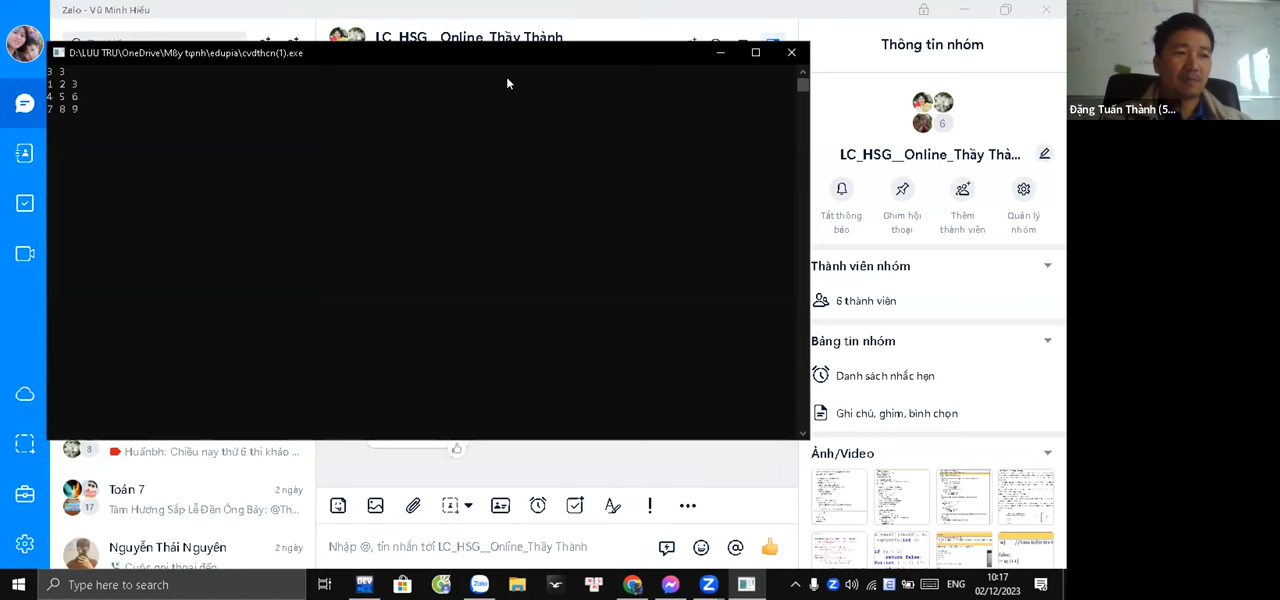 Zalo - Vũ Minh Hiếu
LC_HSG__Online_Thầy Thành
D:\LUU TRU\OneDrive\Mßy tợnh\edupia\cvdthcn(1).exe
3 3
1 2 3
4 5 6
7 8 9
Thông tin nhóm
6
LC_HSG__Online_Thầy Thà...
Tắt thông báo
Ghim hội thoại
Thêm thành viên
Quản lý nhóm
Thành viên nhóm
6 thành viên
Bảng tin nhóm
Danh sách nhắc hẹn
Ghi chú, ghim, bình chọn
Ảnh/Video
Đặng Tuấn Thành (5...
8
Huấnbh: Chiều nay thứ 6 thi khảo ...
Toán 7
2 ngày
17
Tâm Hương Sắp Lễ Đền Ông Bảy: @Th...
Nguyễn Thái Nguyên
2 ngày
Cuộc gọi thoại đến
Nhập @, tin nhắn tới LC_HSG__Online_Thầy Thành
Type here to search
DEV
Zalo
ENG
10:17
02/12/2023